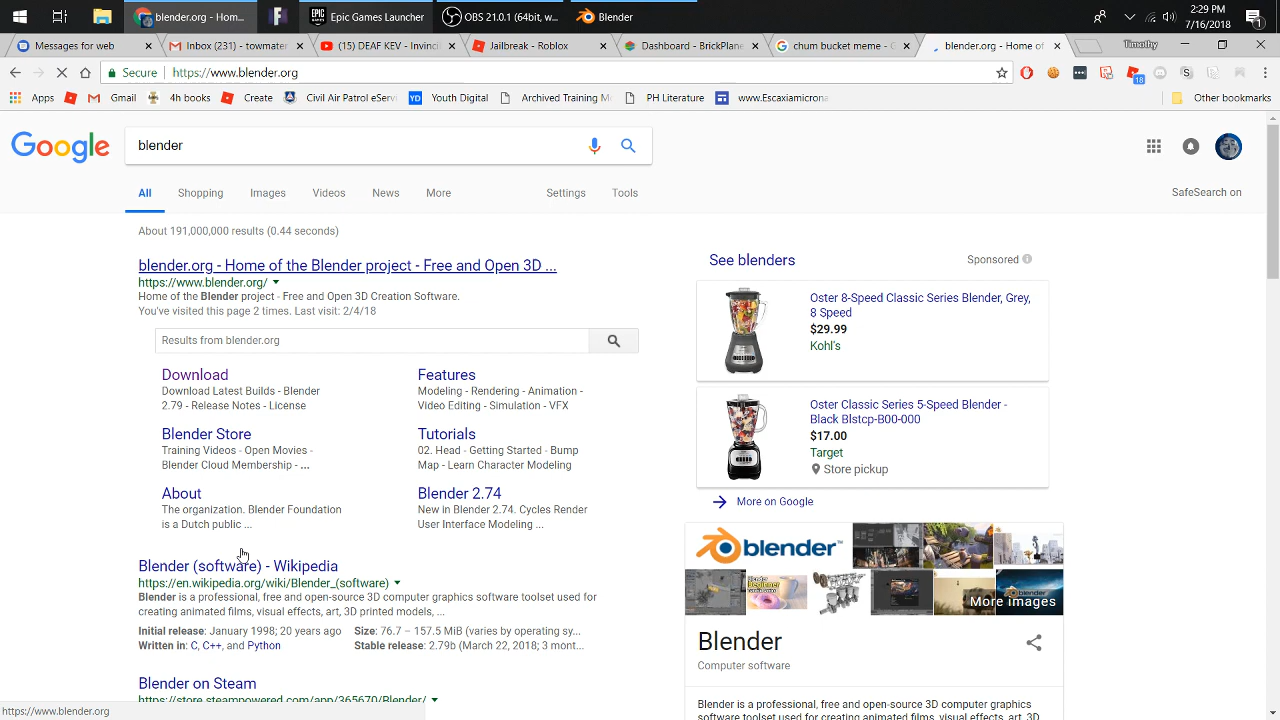 blender.org - Hom...
Epic Games Launcher
OBS 21.0.1 (64bit, w...
Blender
2:29 PM
7/16/2018
Messages for web
Inbox (231) - towmater
(15) DEAF KEV - Invinci
Jailbreak - Roblox
Dashboard - BrickPlane
chum bucket meme - G
blender.org - Home of
Timothy
Secure
https://www.blender.org
18
Apps
Gmail
4h books
Create
Civil Air Patrol eServ
YD
Youth Digital
Archived Training M
PH Literature
www.Escaxiamicrona
Other bookmarks
Google
blender
All
Shopping
Images
Videos
News
More
Settings
Tools
SafeSearch on
About 191,000,000 results (0.44 seconds)
blender.org - Home of the Blender project - Free and Open 3D ...
https://www.blender.org/
Home of the Blender project - Free and Open 3D Creation Software.
You've visited this page 2 times. Last visit: 2/4/18
Results from blender.org
Download
Download Latest Builds - Blender
2.79 - Release Notes - License
Features
Modeling - Rendering - Animation -
Video Editing - Simulation - VFX
Blender Store
Training Videos - Open Movies -
Blender Cloud Membership - ...
Tutorials
02. Head - Getting Started - Bump
Map - Learn Character Modeling
About
The organization. Blender Foundation
is a Dutch public ...
Blender 2.74
New in Blender 2.74. Cycles Render
User Interface Modeling ...
Blender (software) - Wikipedia
https://en.wikipedia.org/wiki/Blender_(software)
Blender is a professional, free and open-source 3D computer graphics software toolset used for
creating animated films, visual effects, art, 3D printed models, ...
Initial release: January 1998; 20 years ago
Size: 76.7 – 157.5 MiB (varies by operating sy...
Written in: C, C++, and Python
Stable release: 2.79b (March 22, 2018; 3 mont...
Blender on Steam
https://store.steampowered.com/app/365670/Blender/
https://www.blender.org
See blenders
Sponsored
Oster 8-Speed Classic Series Blender, Grey,
8 Speed
$29.99
Kohl's
Oster Classic Series 5-Speed Blender -
Black Blstcp-B00-000
$17.00
Target
Store pickup
More on Google
blender
More images
Blender
Computer software
Blender is a professional, free and open-source 3D computer graphics
software toolset used for creating animated films, visual effects, art, 3D